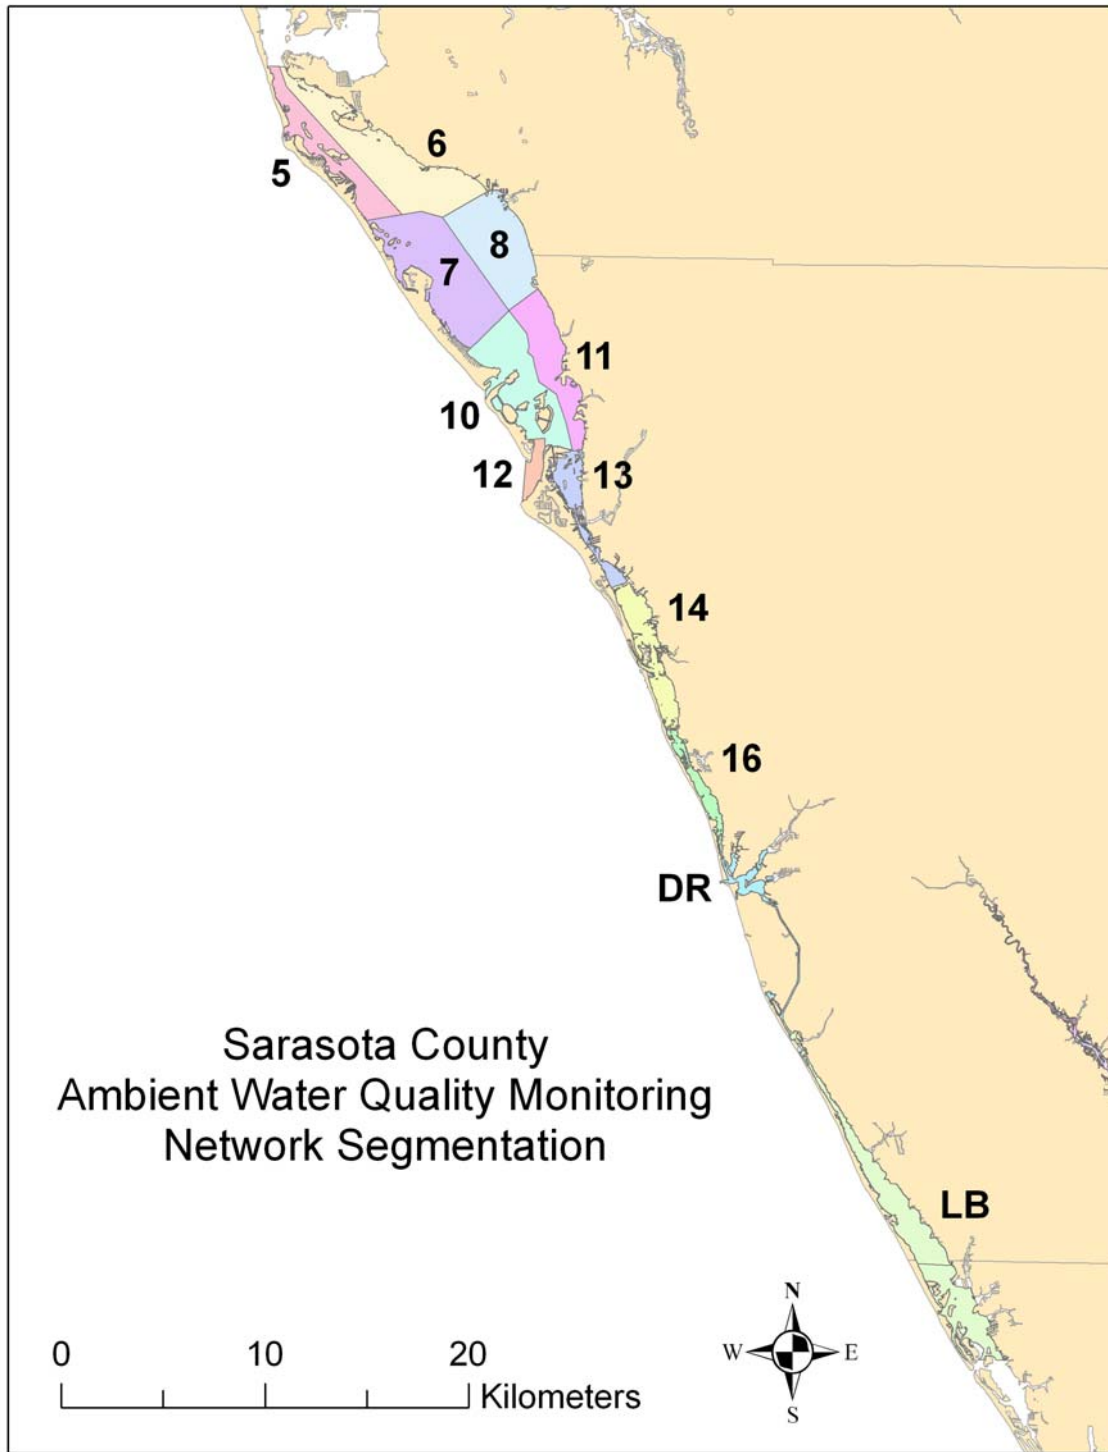 6
5
8
7
11
10
12
13
14
16
DR
Sarasota County
Ambient Water Quality Monitoring
Network Segmentation
LB
N
W E
S
0 10 20
Kilometers